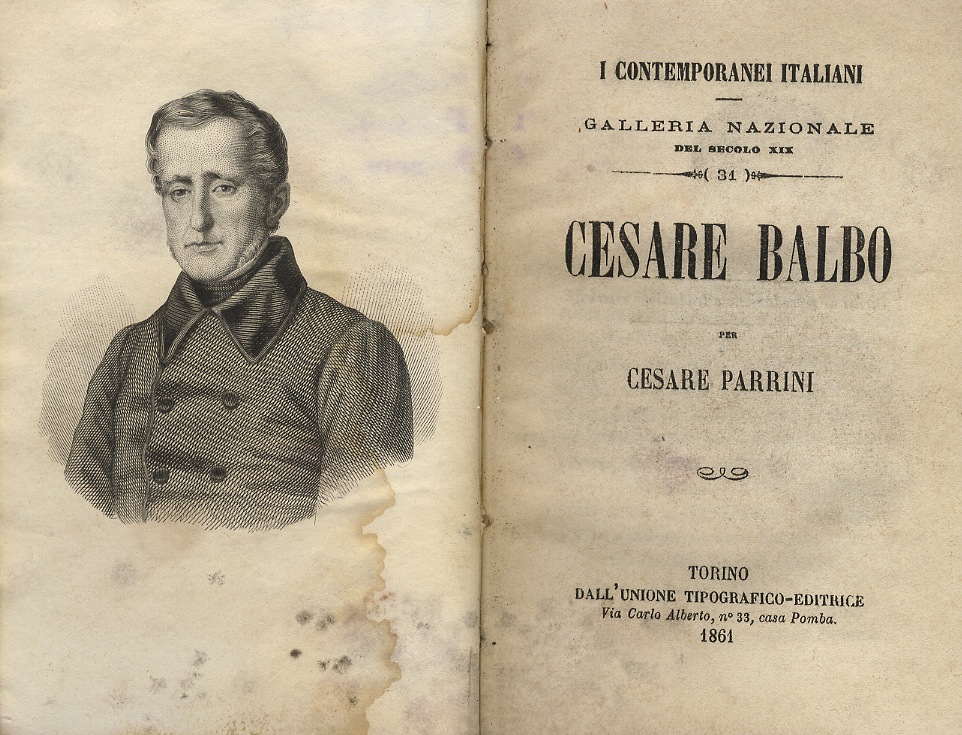 I CONTEMPORANEI ITALIANI
GALLERIA NAZIONALE
DEL SECOLO XIX
( 31 )
CESARE BALBO
PER
CESARE PARRINI
TORINO
DALL'UNIONE TIPOGRAFICO-EDITRICE
Via Carlo Alberto, nº 33, casa Pomba.
1861